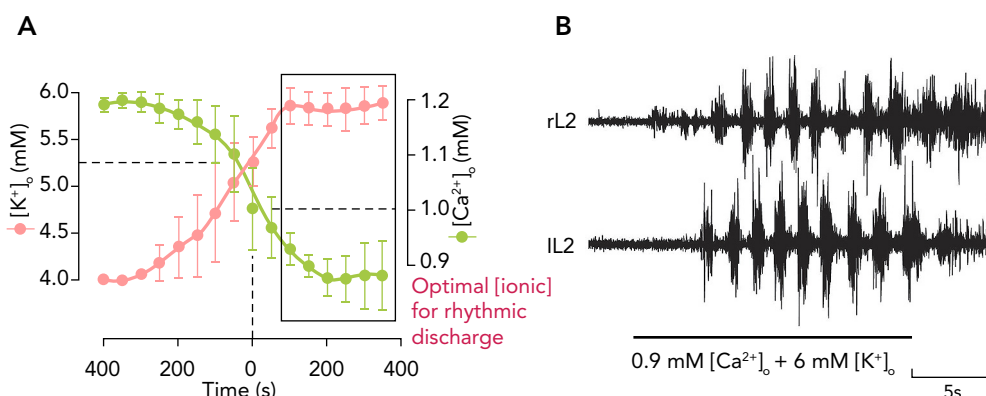 A
B
[K⁺]ₒ (mM)
6.0
5.5
5.0
4.5
4.0
1.2
1.10
1.0
0.9
[Ca²⁺]ₒ (mM)
Optimal [ionic]
for rhythmic
discharge
400 200 0 200 400
Time (s)
rL2
lL2
0.9 mM [Ca²⁺]ₒ + 6 mM [K⁺]ₒ
5s